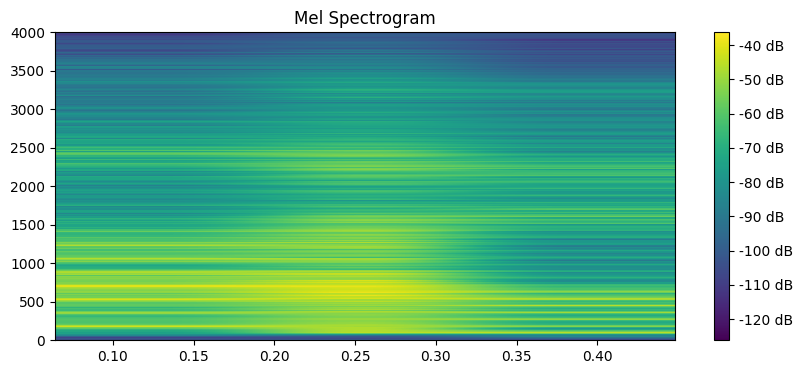 Mel Spectrogram
4000
3500
3000
2500
2000
1500
1000
500
0
0.10 0.15 0.20 0.25 0.30 0.35 0.40
-40 dB
-50 dB
-60 dB
-70 dB
-80 dB
-90 dB
-100 dB
-110 dB
-120 dB